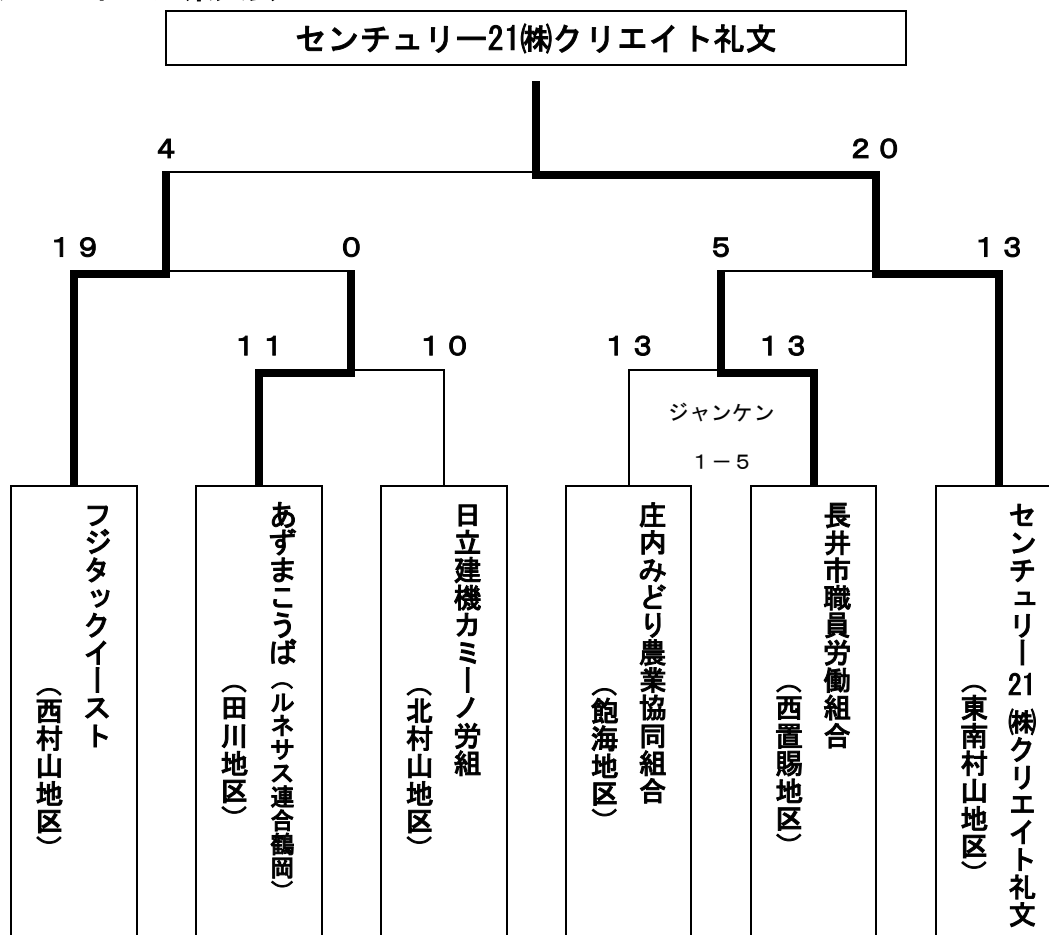 センチュリー21㈱クリエイト礼文
４
２０
１９
０
５
１３
１１
１０
１３
１３
ジャンケン
１－５
フジタックイースト
（西村山地区）
あずまこうば（ルネサス連合鶴岡）
（田川地区）
日立建機カミーノ労組
（北村山地区）
庄内みどり農業協同組合
（飽海地区）
長井市職員労働組合
（西置賜地区）
センチュリー21㈱クリエイト礼文
（東南村山地区）